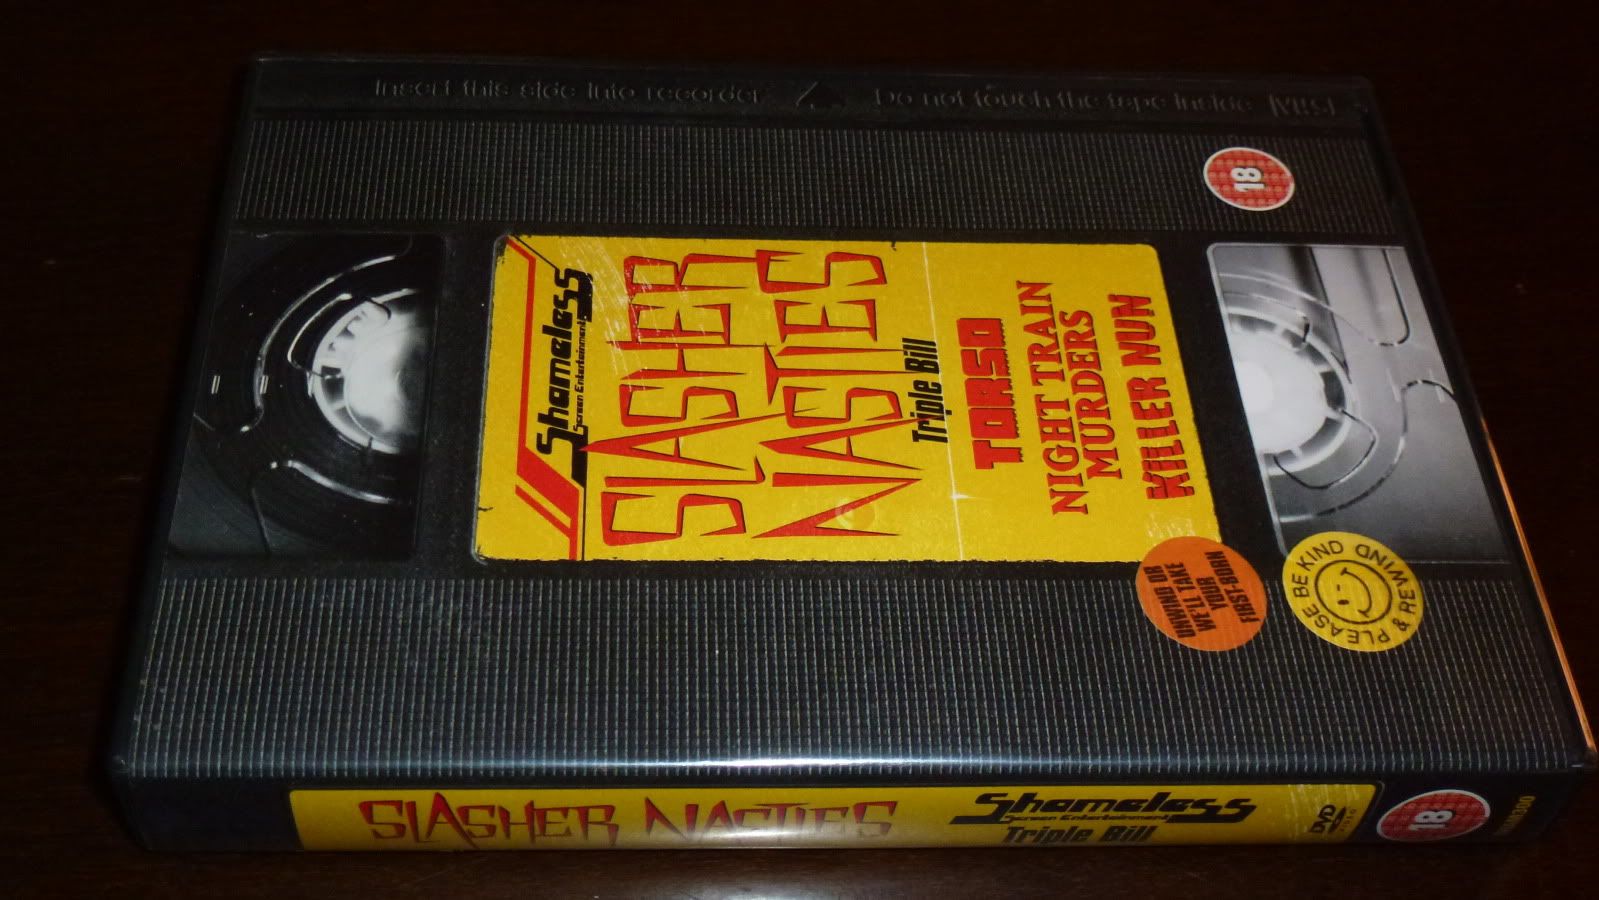 Insert this side into recorder
Do not touch the tape inside
18
Shameless
Screen Entertainment
SLASHER
NASTIES
Triple Bill
TORSO
NIGHT TRAIN
MURDERS
KILLER NUN
UNWIND OR
WE'LL TAKE
YOUR
FIRST-BORN
PLEASE BE KIND AND & REWIND
SLASHER NASTIES
Shameless
Screen Entertainment
Triple Bill
DVD
VIDEO
18